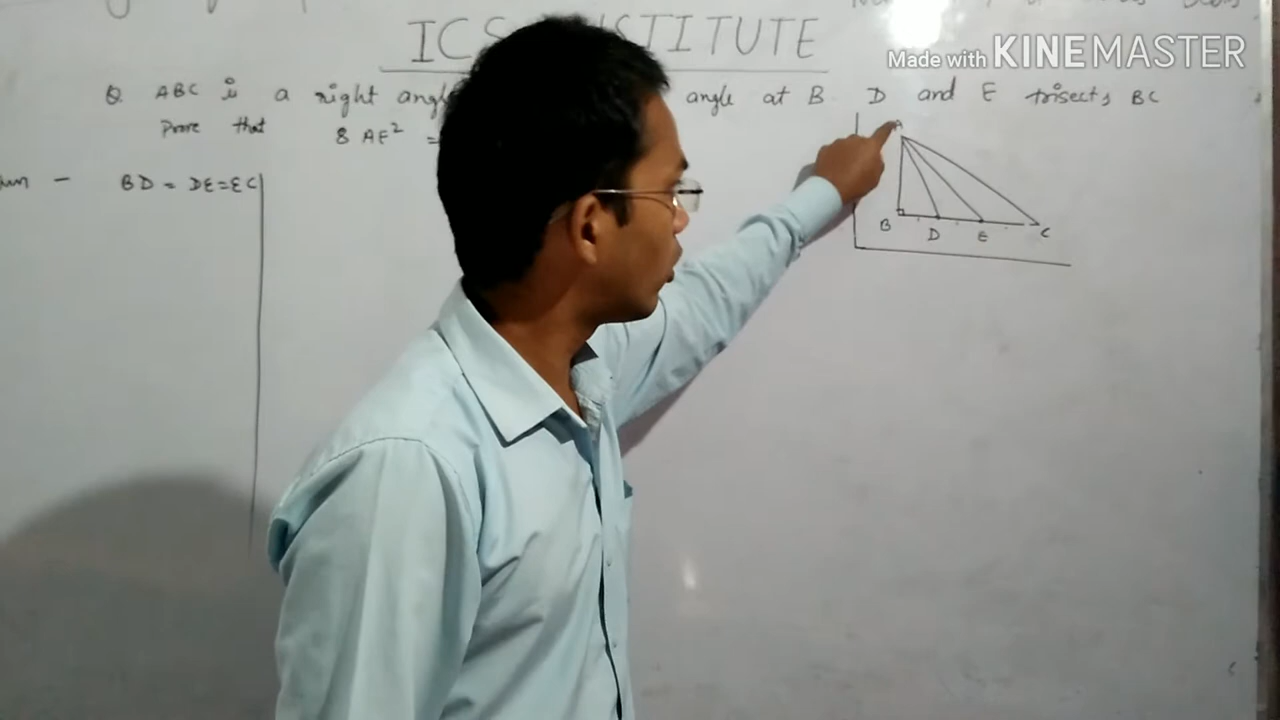 ICS INSTITUTE
Made with KINEMASTER
Q. ABC is a right angle at B D and E trisects BC
Prove that 8 AE² =
BD = DE = EC
A
B D E C